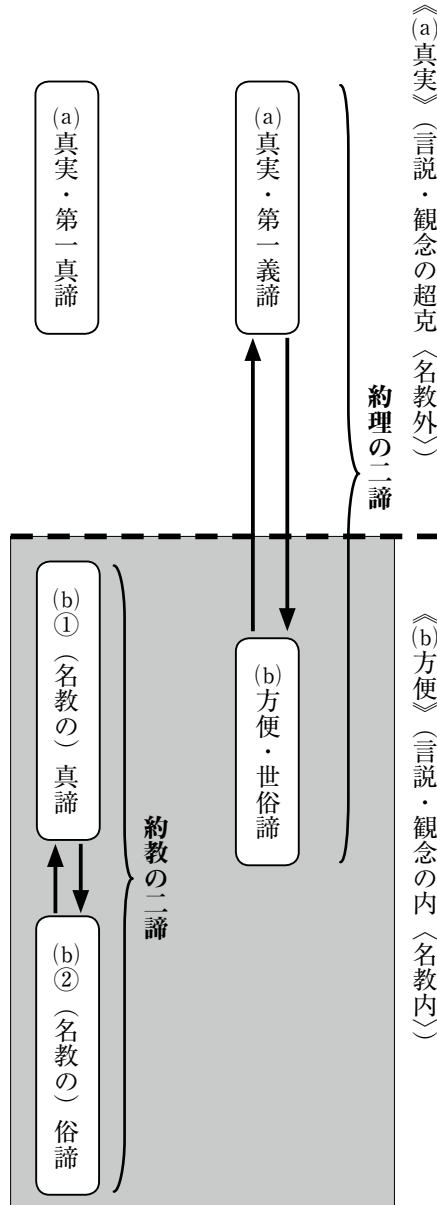 《(a)真実》（言説・観念の超克〈名教外〉）
《(b)方便》（言説・観念の内〈名教内〉）
約理の二諦
(a)真実・第一義諦
(b)方便・世俗諦
約教の二諦
(a)真実・第一真諦
(b)①（名教の）真諦
(b)②（名教の）俗諦